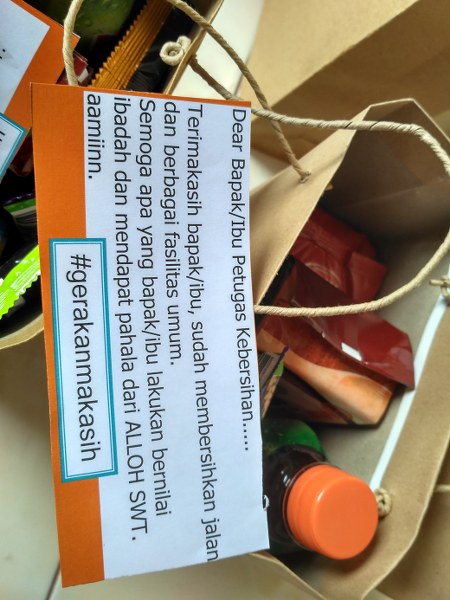 Dear Bapak/Ibu Petugas Kebersihan.....
Terimakasih bapak/ibu, sudah membersihkan jalan
dan berbagai fasilitas umum.
Semoga apa yang bapak/ibu lakukan bernilai
ibadah dan mendapat pahala dari ALLOH SWT.
aamiinn.
#gerakanmakasih